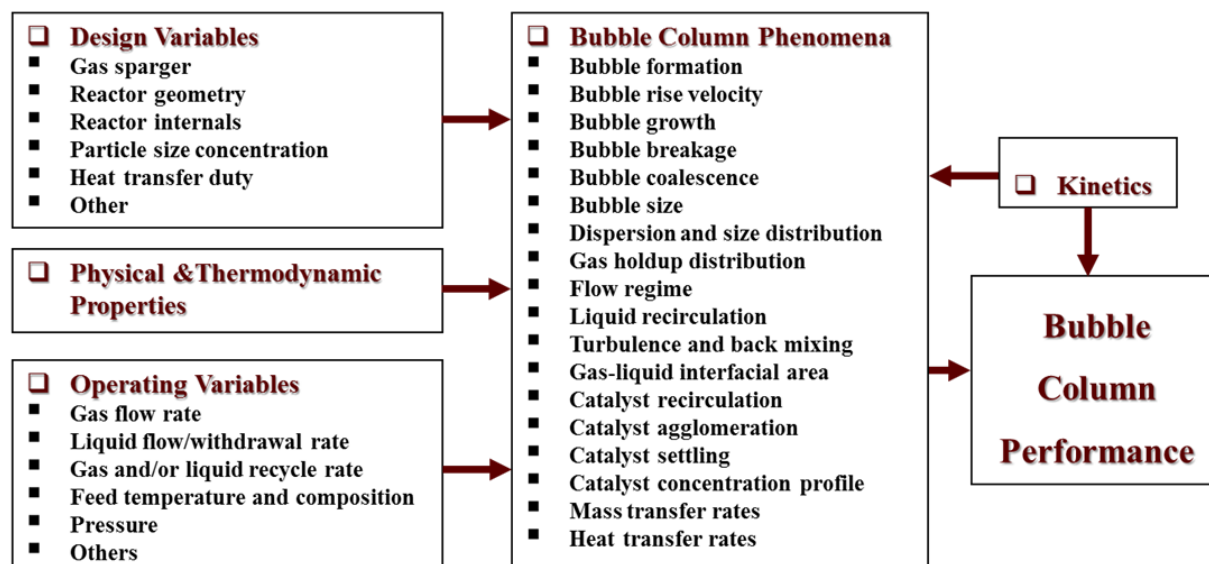 Design Variables
Gas sparger
Reactor geometry
Reactor internals
Particle size concentration
Heat transfer duty
Other
Physical &Thermodynamic
Properties
Operating Variables
Gas flow rate
Liquid flow/withdrawal rate
Gas and/or liquid recycle rate
Feed temperature and composition
Pressure
Others
Bubble Column Phenomena
Bubble formation
Bubble rise velocity
Bubble growth
Bubble breakage
Bubble coalescence
Bubble size
Dispersion and size distribution
Gas holdup distribution
Flow regime
Liquid recirculation
Turbulence and back mixing
Gas-liquid interfacial area
Catalyst recirculation
Catalyst agglomeration
Catalyst settling
Catalyst concentration profile
Mass transfer rates
Heat transfer rates
Kinetics
Bubble
Column
Performance